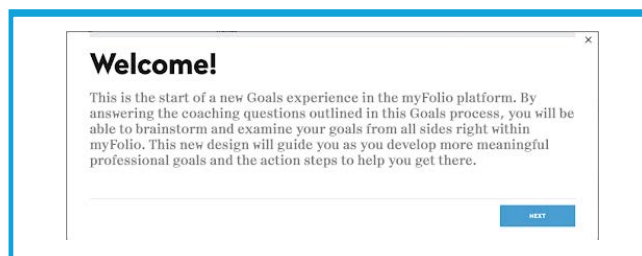 Welcome!
This is the start of a new Goals experience in the myFolio platform. By
answering the coaching questions outlined in this Goals process, you will be
able to brainstorm and examine your goals from all sides right within
myFolio. This new design will guide you as you develop more meaningful
professional goals and the action steps to help you get there.
NEXT